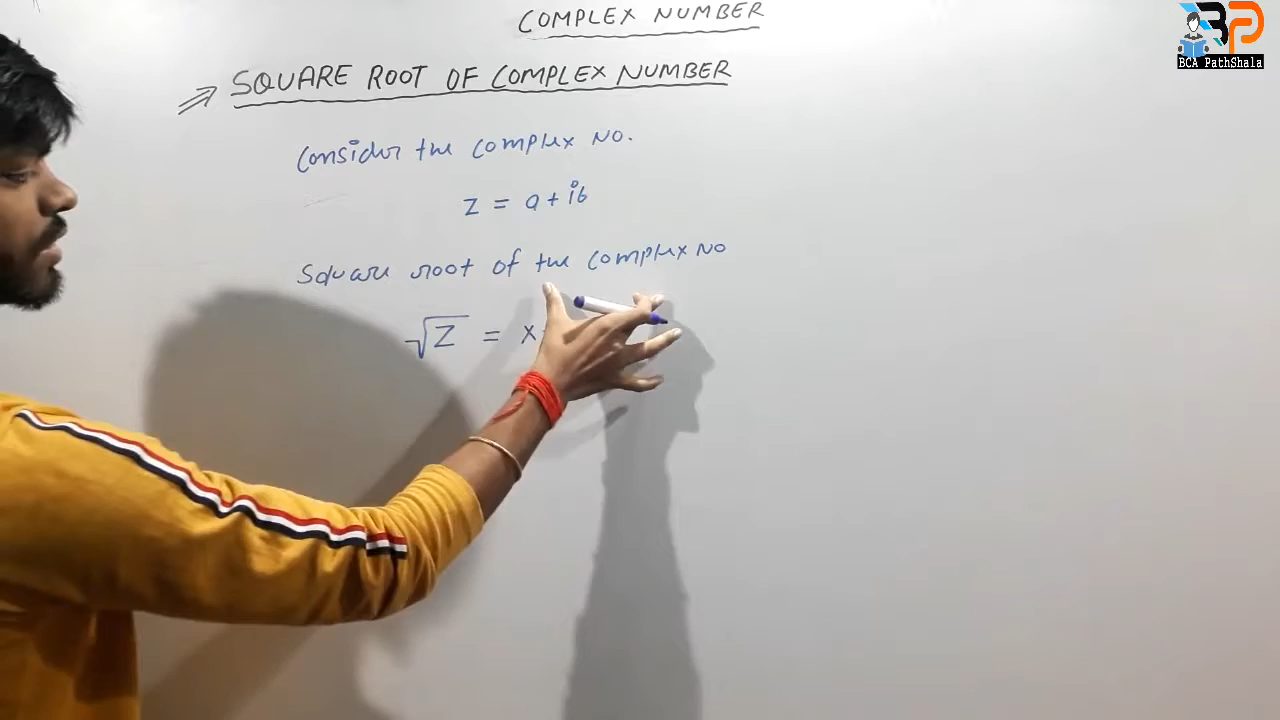 COMPLEX NUMBER
BCA PathShala
⇒ SQUARE ROOT OF COMPLEX NUMBER
Consider the complex No.
z = a + ib
Square root of the complex No
√Z = x